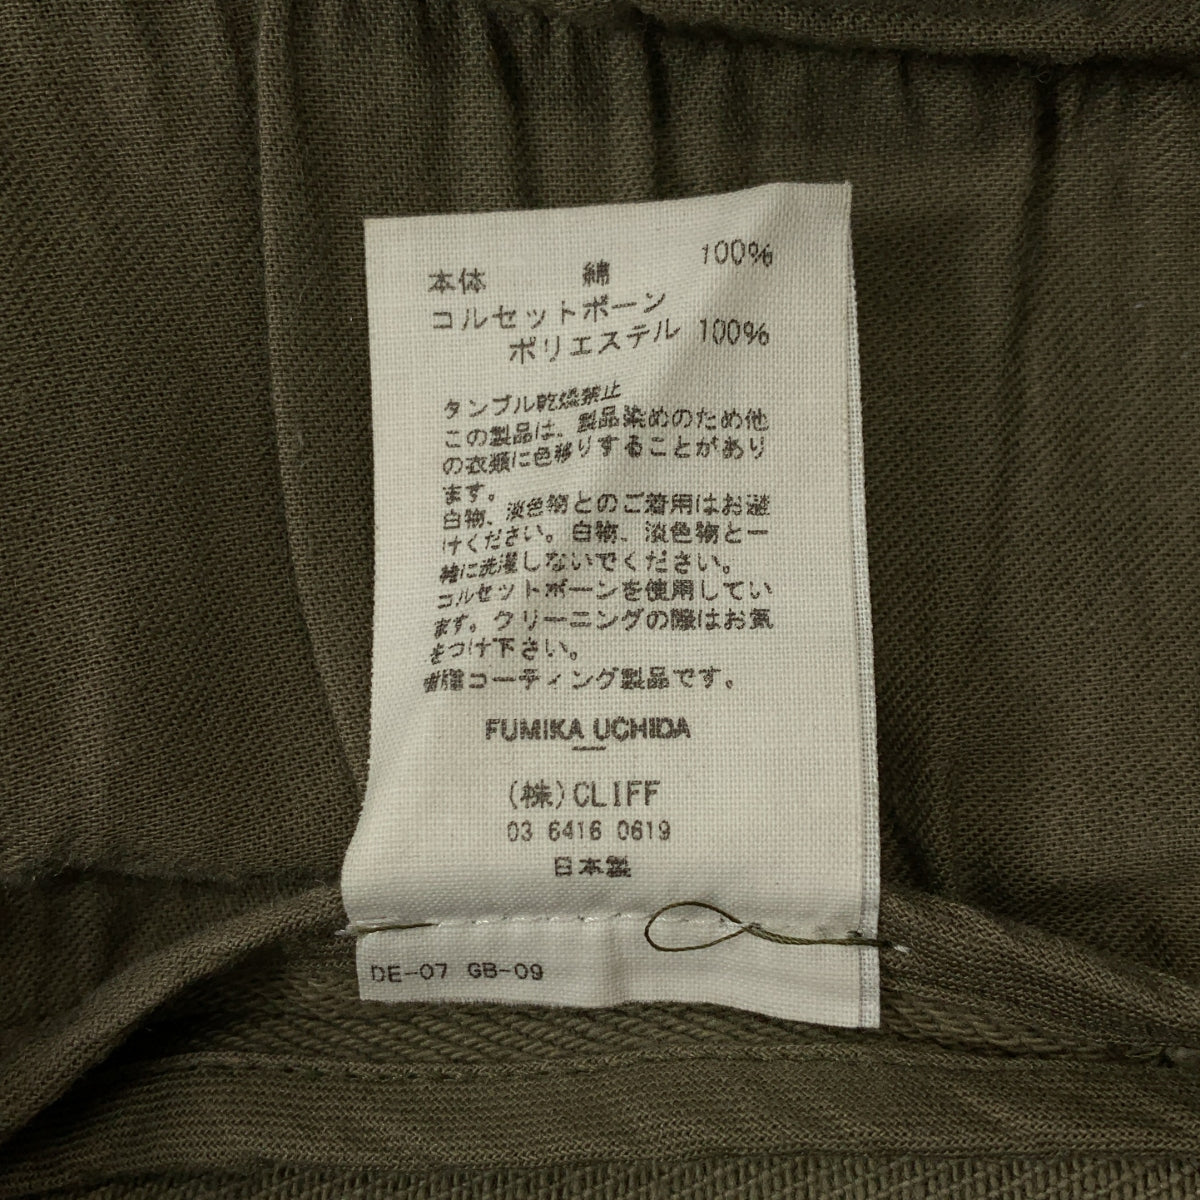 本体 綿 100%
コルセットボーン
ポリエステル 100%
タンブル乾燥禁止
この製品は、製品染めのため他
の衣類に色移りすることがあり
ます。
白物、淡色物とのご着用はお避
けください。白物、淡色物と一
緒に洗濯しないでください。
コルセットボーンを使用してい
ます。クリーニングの際はお気
をつけ下さい。
樹脂コーティング製品です。
FUMIKA UCHIDA
(株)CLIFF
03 6416 0619
日本製
DE-07 GB-09